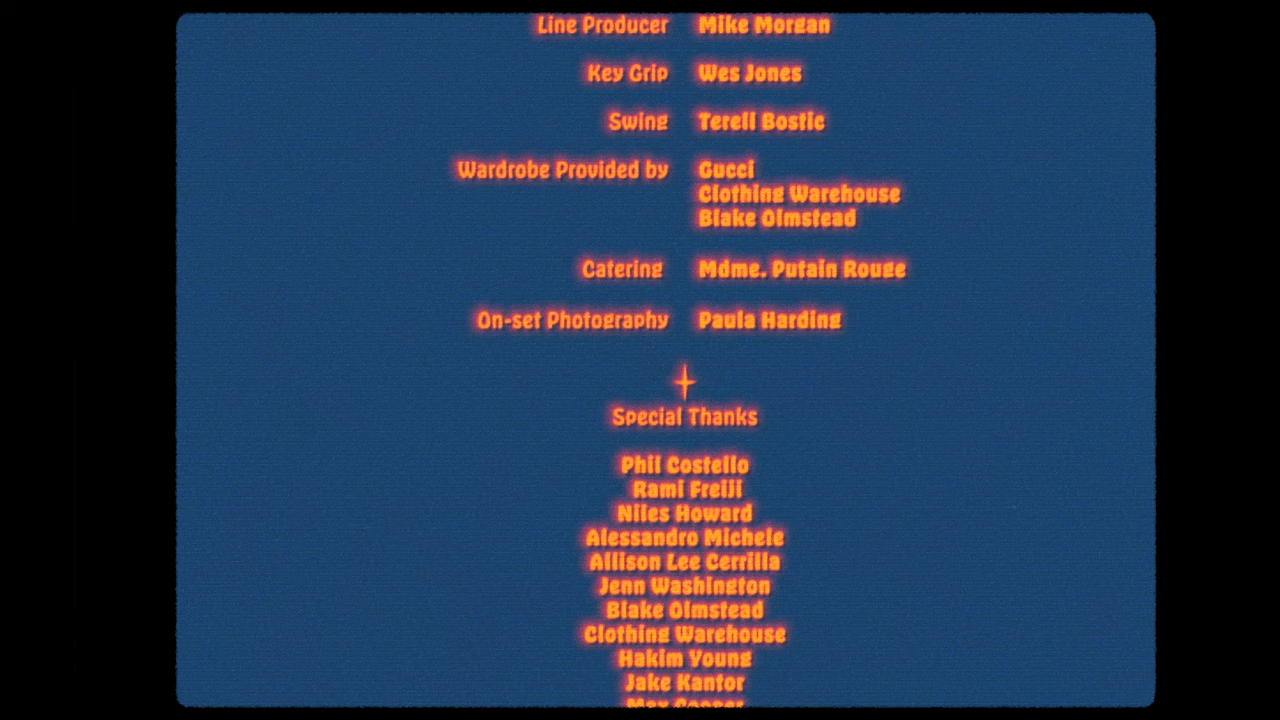 Line Producer Mike Morgan
Key Grip Wes Jones
Swing Terell Bostic
Wardrobe Provided by Gucci
Clothing Warehouse
Blake Olmstead
Catering Mdme. Putain Rouge
On-set Photography Paula Harding
Special Thanks
Phil Costello
Rami Freiji
Niles Howard
Alessandro Michele
Allison Lee Cerrilla
Jenn Washington
Blake Olmstead
Clothing Warehouse
Hakim Young
Jake Kantor